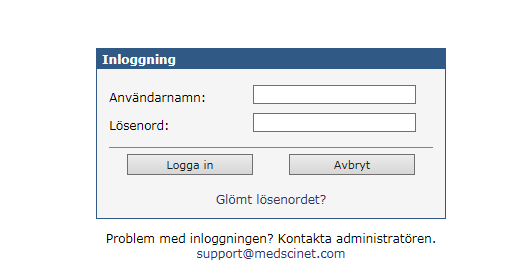 Inloggning
Användarnamn:
Lösenord:
Logga in Avbryt
Glömt lösenordet?
Problem med inloggningen? Kontakta administratören.
support@medscinet.com